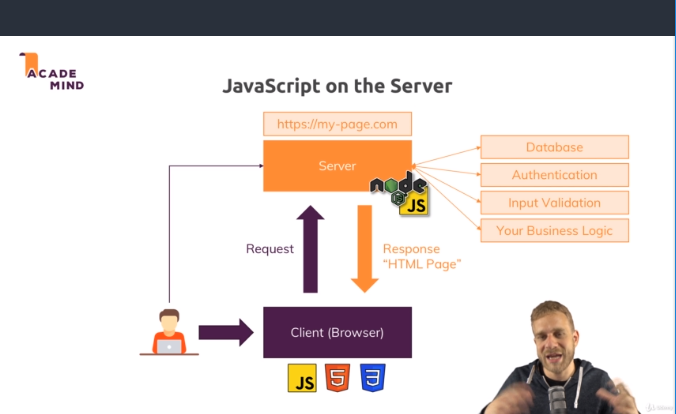 ACADE
MIND
JavaScript on the Server
https://my-page.com
Server
node
JS
JS
Database
Authentication
Input Validation
Your Business Logic
Request
Response
“HTML Page”
Client (Browser)
JS
5
3